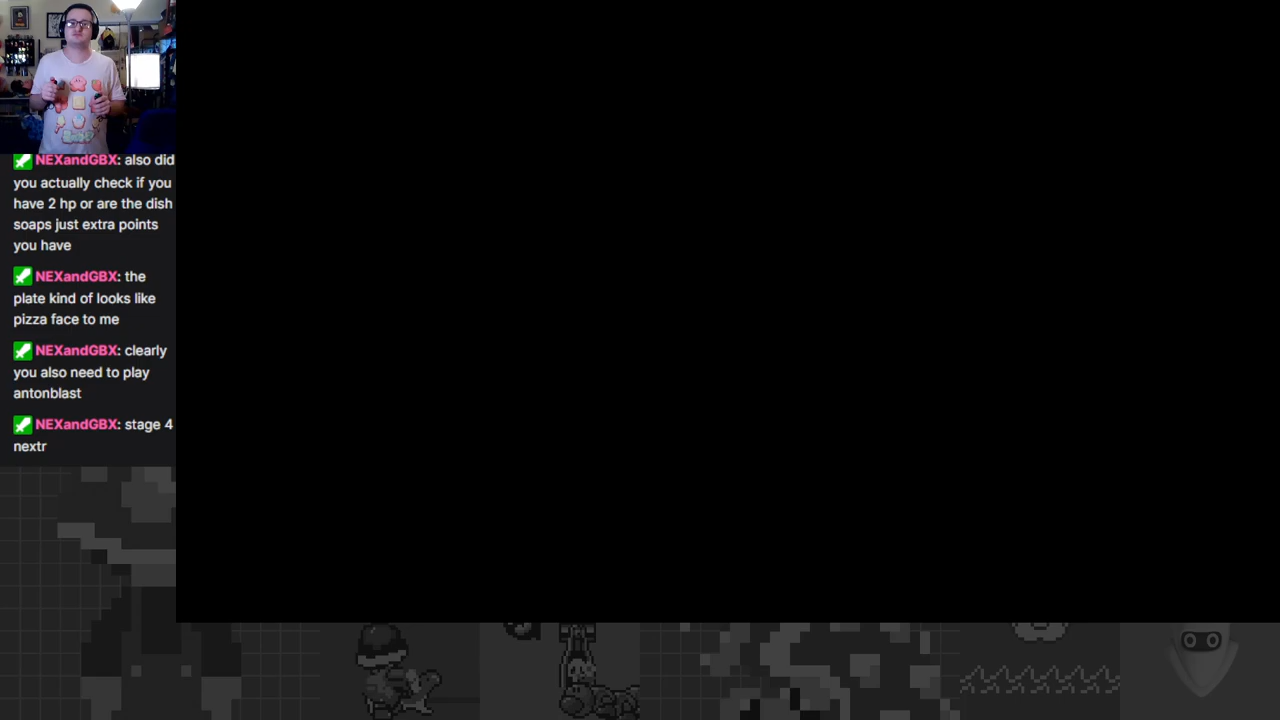 NEXandGBX: also did
you actually check if you
have 2 hp or are the dish
soaps just extra points
you have
NEXandGBX: the
plate kind of looks like
pizza face to me
NEXandGBX: clearly
you also need to play
antonblast
NEXandGBX: stage 4
nextr